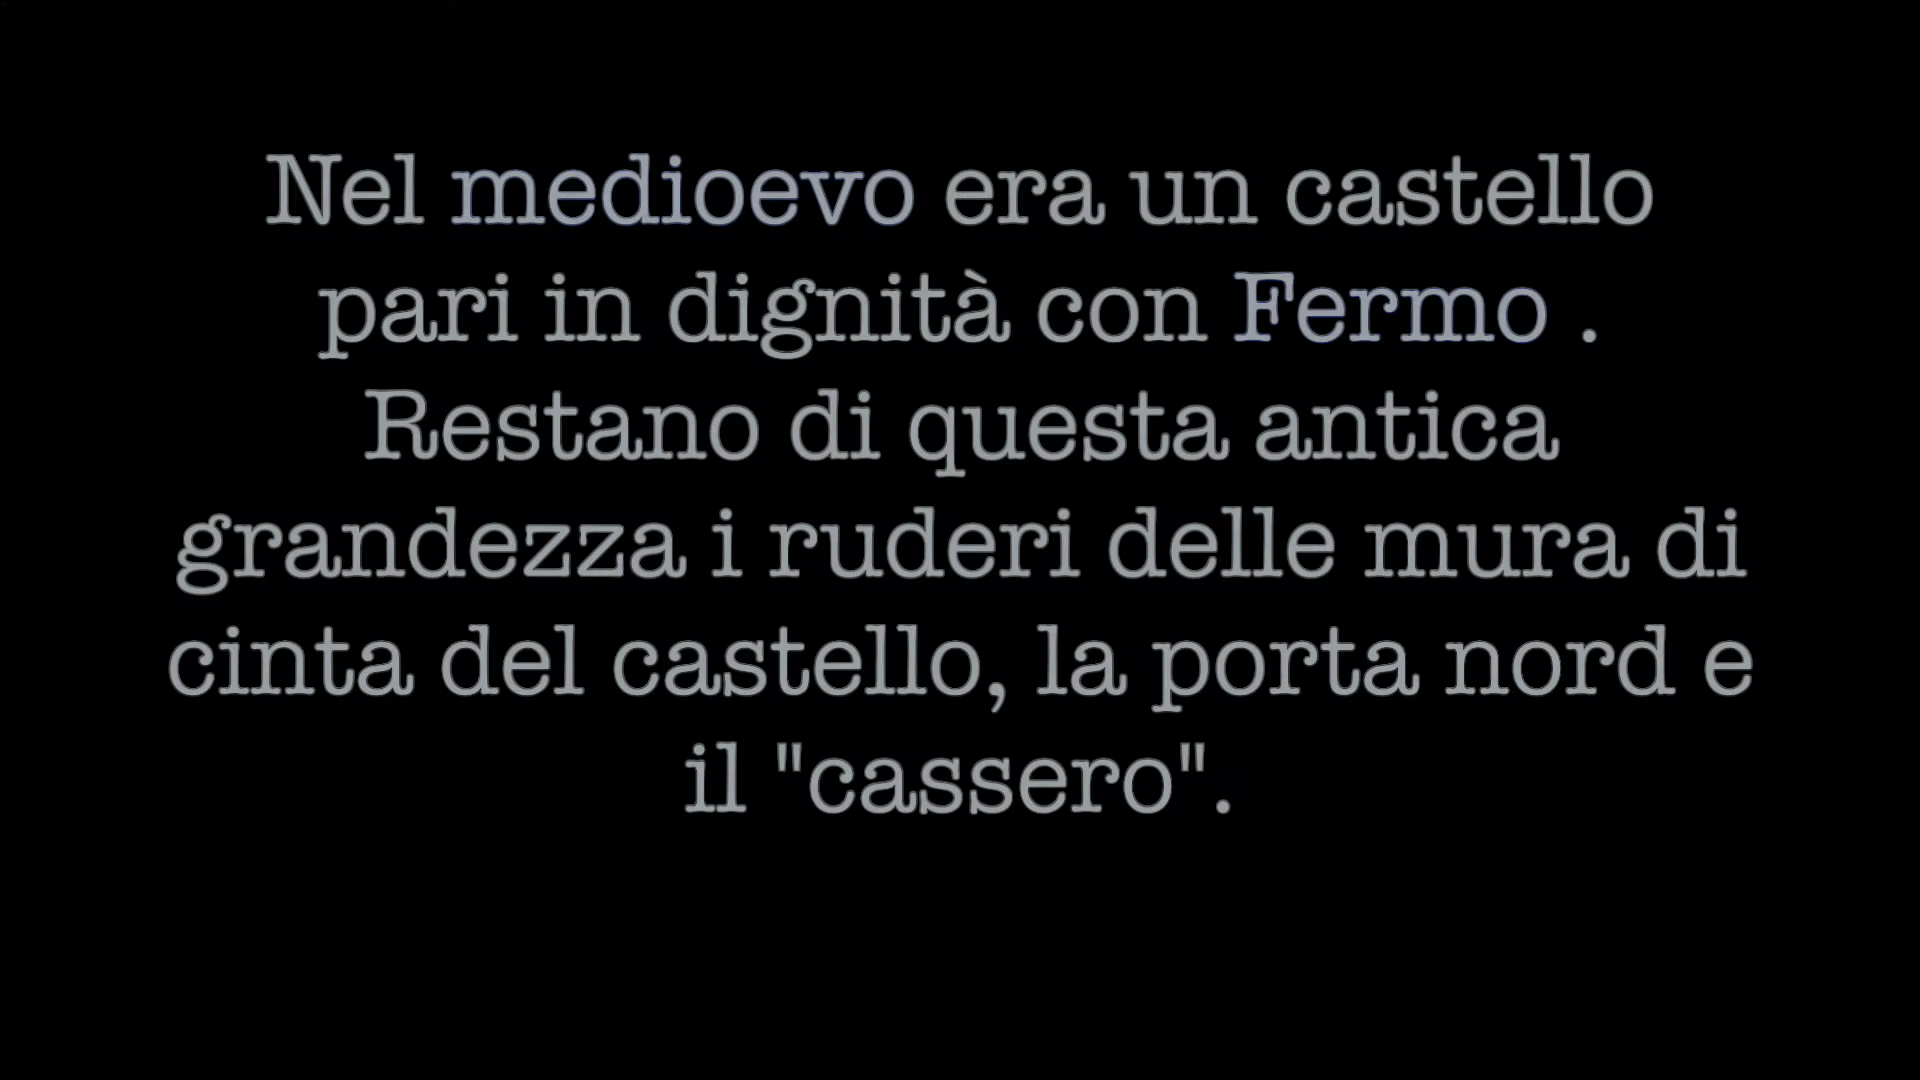 Nel medioevo era un castello
pari in dignità con Fermo .
Restano di questa antica
grandezza i ruderi delle mura di
cinta del castello, la porta nord e
il "cassero".